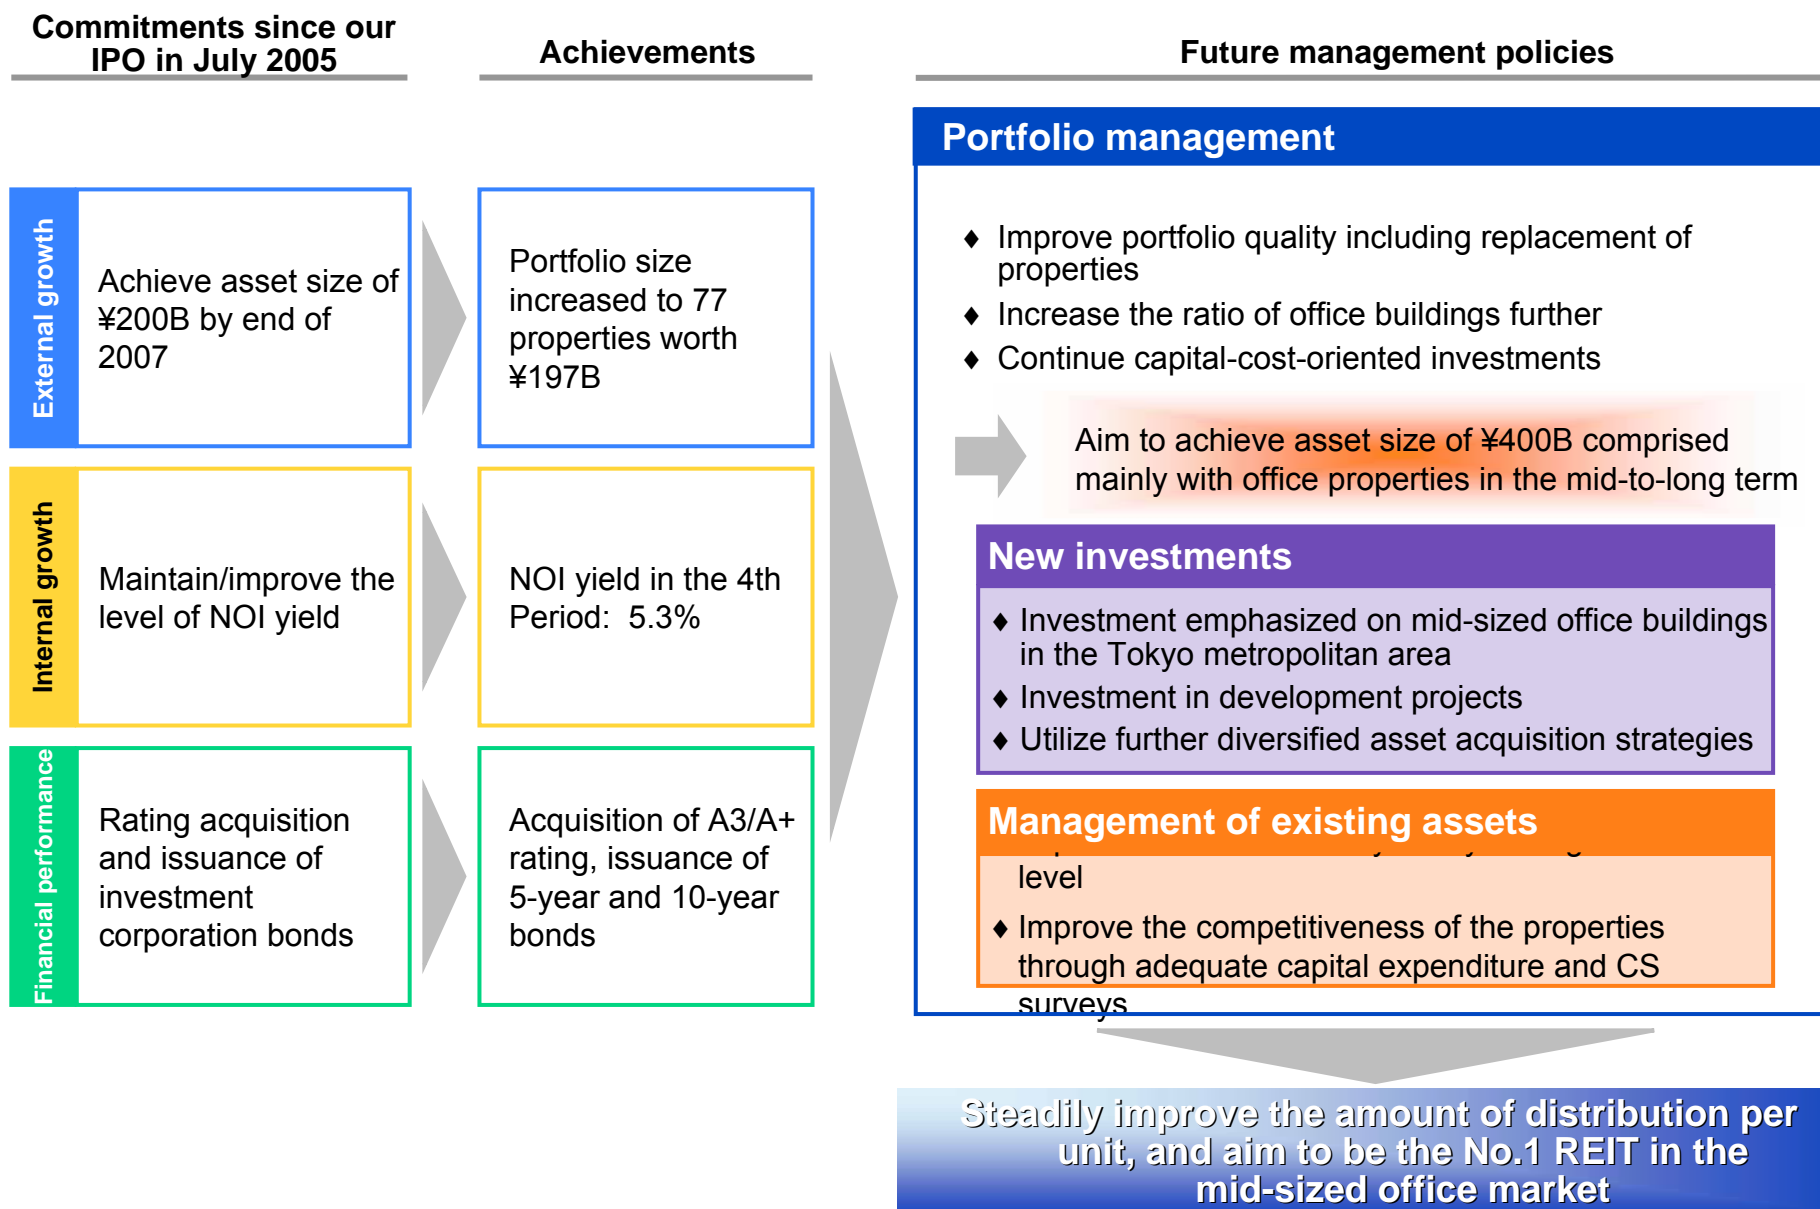 Commitments since our
IPO in July 2005
Achievements
Future management policies
External growth
Achieve asset size of
¥200B by end of
2007
Portfolio size
increased to 77
properties worth
¥197B
Internal growth
Maintain/improve the
level of NOI yield
NOI yield in the 4th
Period: 5.3%
Financial performance
Rating acquisition
and issuance of
investment
corporation bonds
Acquisition of A3/A+
rating, issuance of
5-year and 10-year
bonds
Portfolio management
♦ Improve portfolio quality including replacement of
properties
♦ Increase the ratio of office buildings further
♦ Continue capital-cost-oriented investments
Aim to achieve asset size of ¥400B comprised
mainly with office properties in the mid-to-long term
New investments
♦ Investment emphasized on mid-sized office buildings
in the Tokyo metropolitan area
♦ Investment in development projects
♦ Utilize further diversified asset acquisition strategies
Management of existing assets
level
♦ Improve the competitiveness of the properties
through adequate capital expenditure and CS
surveys
Steadily improve the amount of distribution per
unit, and aim to be the No.1 REIT in the
mid-sized office market